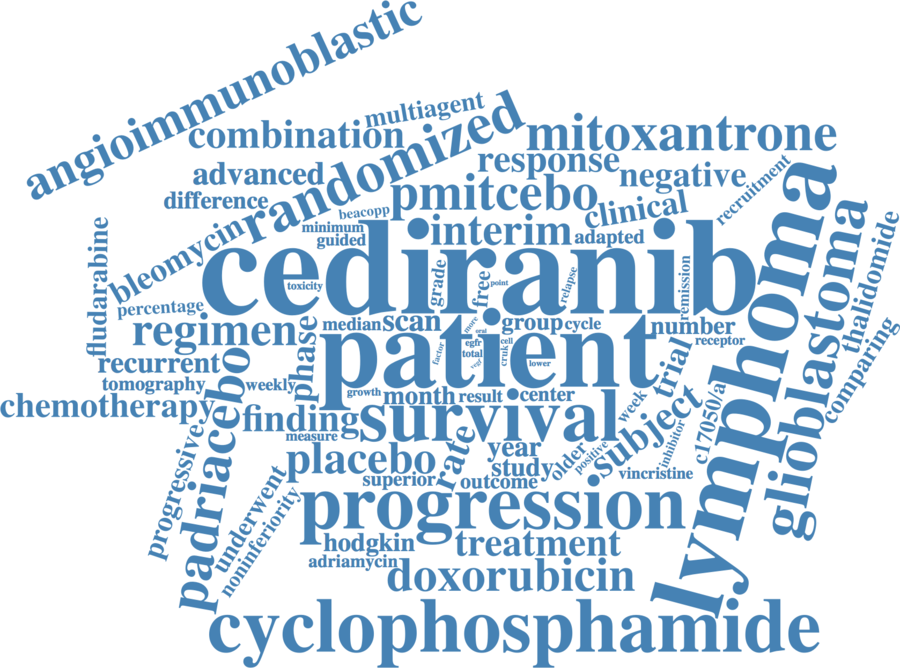 angioimmunoblastic
multiagent
combination
randomized
mitoxantrone
advanced
response
negative
recruitment
difference
pmitcebo
clinical
beacopp
minimum
guided
bleomycin
interim
adapted
lymphoma
glioblastoma
thalidomide
fludarabine
cediranib
toxicity
grade
free
point
relapse
remission
percentage
regimen
phase
median
scan
group
cycle
number
receptor
comparing
patient
factor
more
oral
egfr
total
vegf
cell
cruk
lower
recurrent
tomography
weekly
growth
month
result
center
week
trial
chemotherapy
padriacebo
finding
measure
survival
rate
year
older
positive
subject
inhibitor
c17050/a
progressive
underwent
noninferiority
placebo
superior
study
outcome
vincristine
progression
hodgkin
adriamycin
treatment
doxorubicin
cyclophosphamide